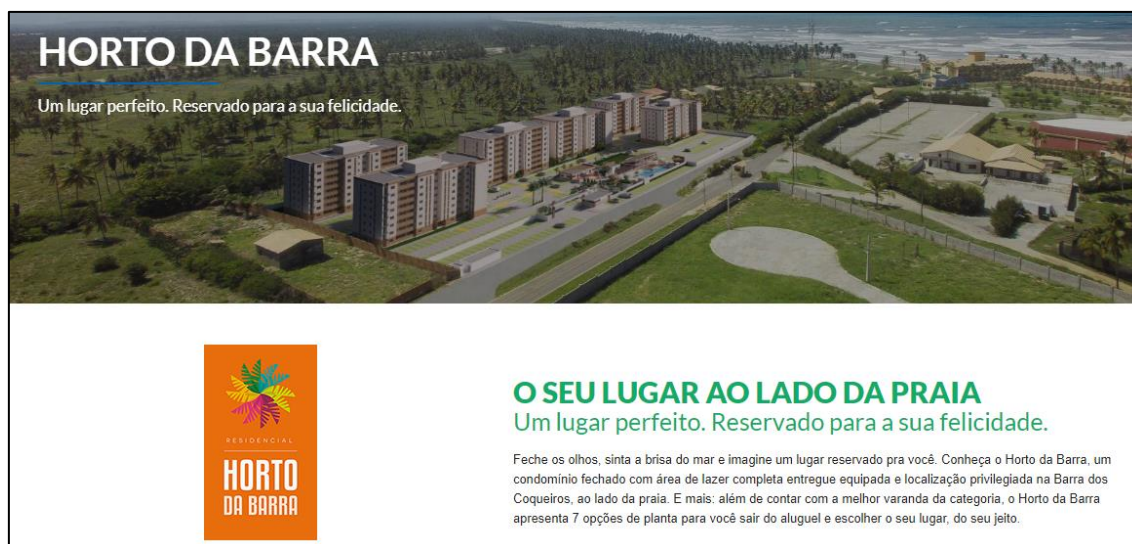 HORTO DA BARRA
Um lugar perfeito. Reservado para a sua felicidade.
RESIDENCIAL
HORTO
DA BARRA
O SEU LUGAR AO LADO DA PRAIA
Um lugar perfeito. Reservado para a sua felicidade.
Feche os olhos, sinta a brisa do mar e imagine um lugar reservado pra você. Conheça o Horto da Barra, um
condomínio fechado com área de lazer completa entregue equipada e localização privilegiada na Barra dos
Coqueiros, ao lado da praia. E mais: além de contar com a melhor varanda da categoria, o Horto da Barra
apresenta 7 opções de planta para você sair do aluguel e escolher o seu lugar, do seu jeito.